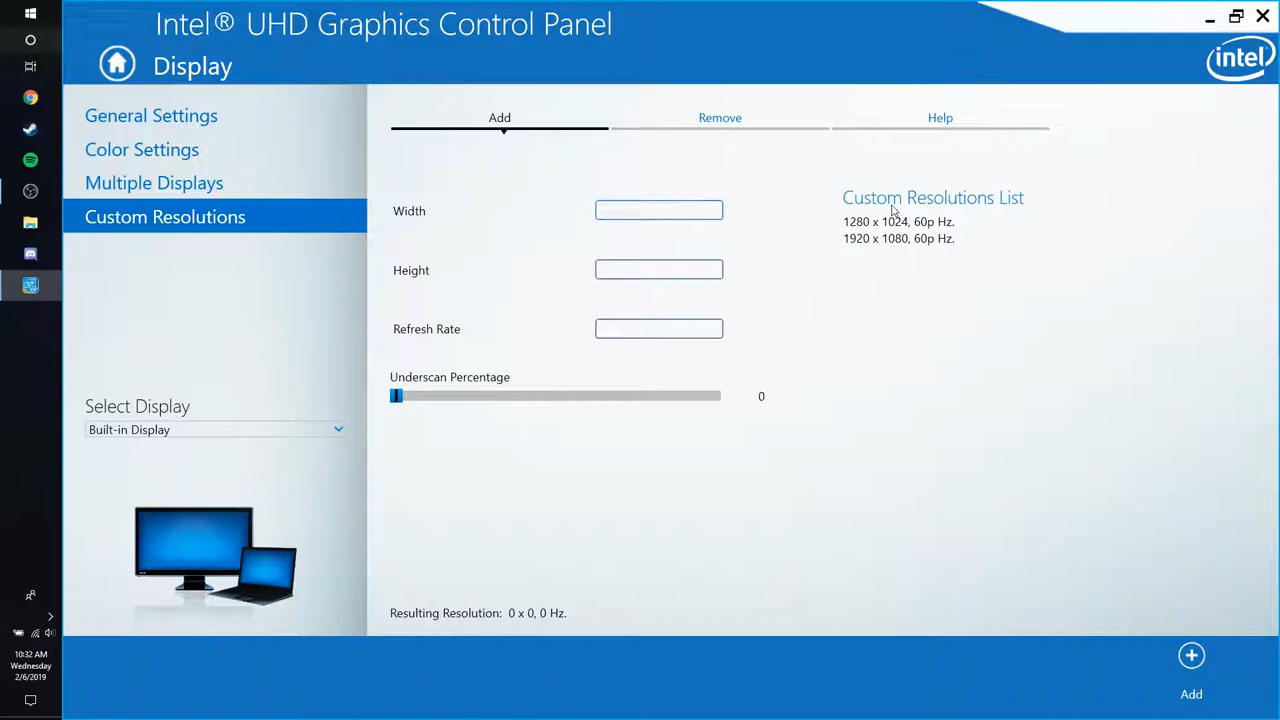 Intel® UHD Graphics Control Panel
Display
intel
General Settings
Color Settings
Multiple Displays
Custom Resolutions
Select Display
Built-in Display
Add
Remove
Help
Width
Height
Refresh Rate
Underscan Percentage
0
Custom Resolutions List
1280 x 1024, 60p Hz.
1920 x 1080, 60p Hz.
Resulting Resolution: 0 x 0, 0 Hz.
Add
10:32 AM
Wednesday
2/6/2019